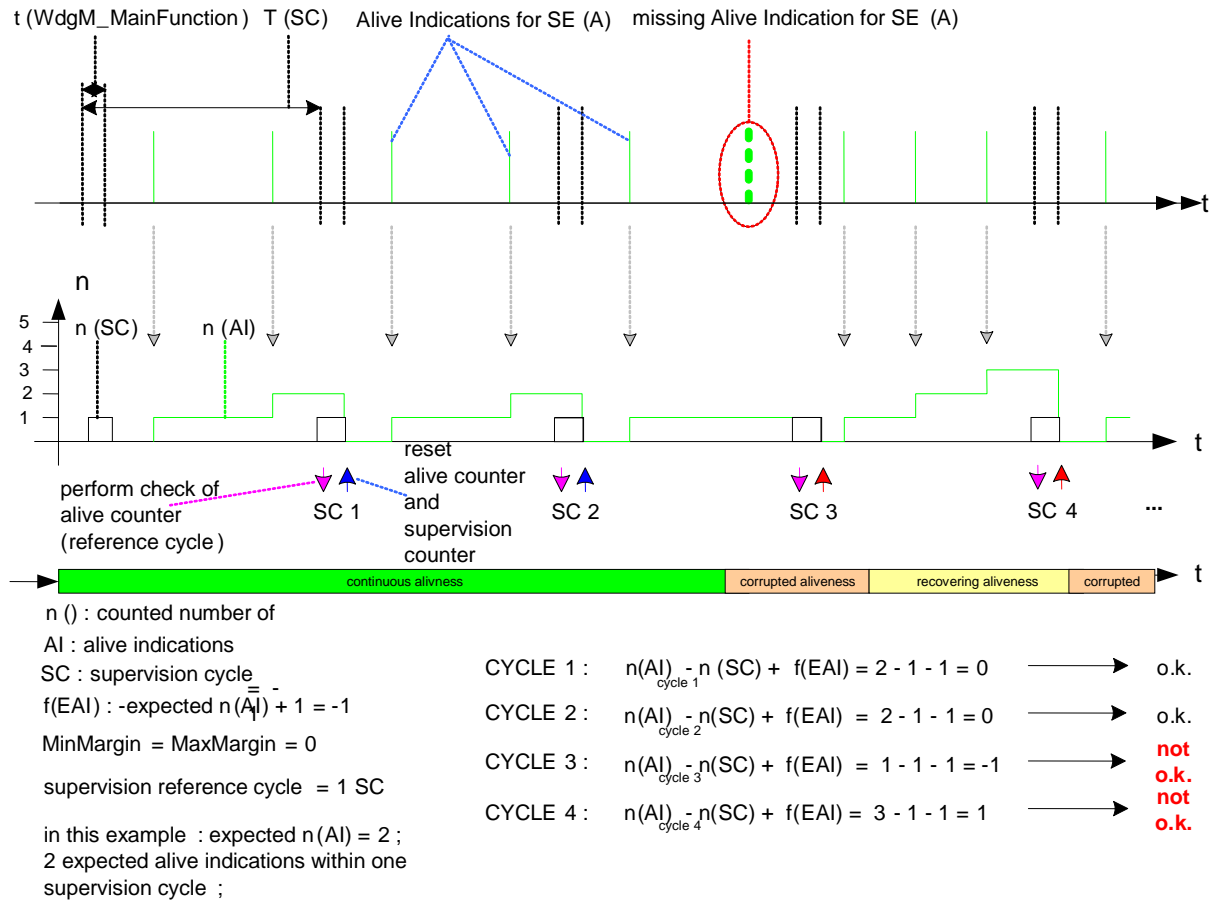 t (WdgM_MainFunction) T (SC) Alive Indications for SE (A) missing Alive Indication for SE (A)
t
n
5
4
3
2
1
n (SC) n (AI)
t
perform check of
alive counter
(reference cycle)
reset
alive counter
and
supervision
counter
SC 1
SC 2
SC 3
SC 4
...
continuous alivness
corrupted aliveness
recovering aliveness
corrupted
t
n () : counted number of
AI : alive indications
SC : supervision cycle
= -
1
f(EAI) : -expected n(AI) + 1 = -1
MinMargin = MaxMargin = 0
supervision reference cycle = 1 SC
in this example : expected n(AI) = 2 ;
2 expected alive indications within one
supervision cycle ;
CYCLE 1 : n(AI) cycle 1 - n (SC) + f(EAI) = 2 - 1 - 1 = 0 o.k.
CYCLE 2 : n(AI) cycle 2 - n(SC) + f(EAI) = 2 - 1 - 1 = 0 o.k.
CYCLE 3 : n(AI) cycle 3 - n(SC) + f(EAI) = 1 - 1 - 1 = -1 not o.k.
CYCLE 4 : n(AI) cycle 4 - n(SC) + f(EAI) = 3 - 1 - 1 = 1 not o.k.